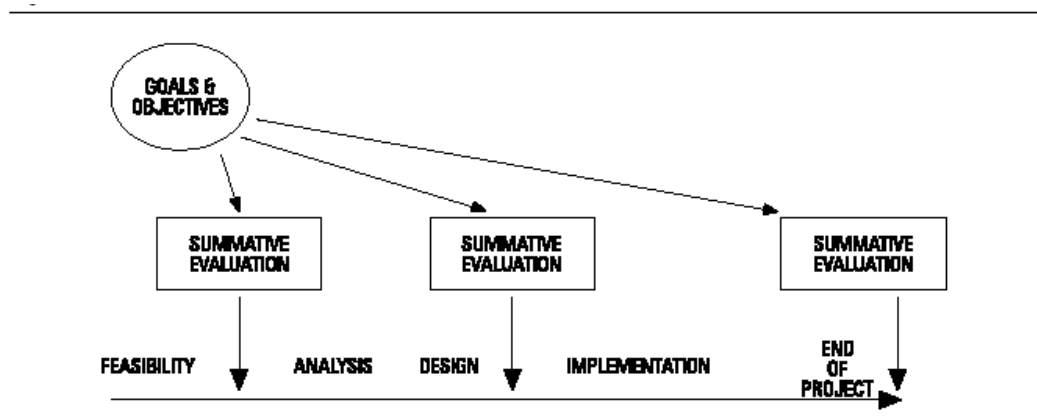 GOALS &
OBJECTIVES
SUMMATIVE
EVALUATION
SUMMATIVE
EVALUATION
SUMMATIVE
EVALUATION
FEASIBILITY
ANALYSIS
DESIGN
IMPLEMENTATION
END
OF
PROJECT